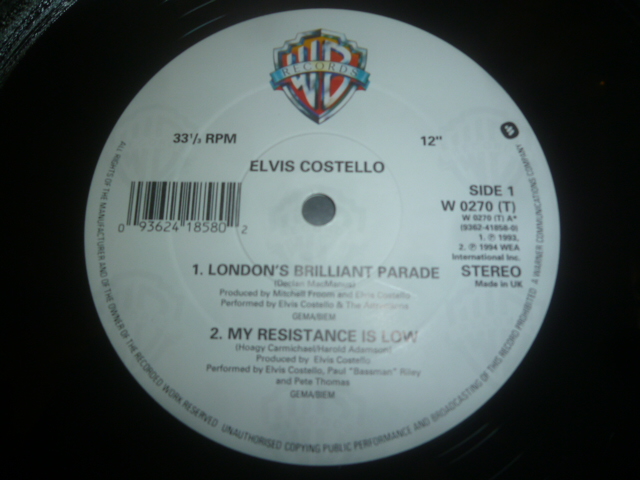 WB
RECORDS
33⅓ RPM
12"
ELVIS COSTELLO
SIDE 1
W 0270 (T)
W 0270 (T) A*
(9362-41858-0)
1. ℗ 1993,
2. ℗ 1994 WEA
International Inc.
STEREO
Made in UK
0 93624 18580 2
1. LONDON'S BRILLIANT PARADE
(Declan MacManus)
Produced by Mitchell Froom and Elvis Costello
Performed by Elvis Costello & The Attractions
GEMA/BIEM
2. MY RESISTANCE IS LOW
(Hoagy Carmichael/Harold Adamson)
Produced by Elvis Costello
Performed by Elvis Costello, Paul "Bassman" Riley
and Pete Thomas
GEMA/BIEM
ALL RIGHTS OF THE MANUFACTURER AND OF THE OWNER OF THE RECORDED WORK RESERVED. UNAUTHORISED COPYING PUBLIC PERFORMANCE AND BROADCASTING OF THIS RECORD PROHIBITED. A WARNER COMMUNICATIONS COMPANY.